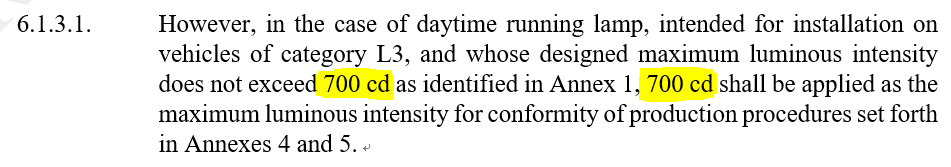 6.1.3.1. However, in the case of daytime running lamp, intended for installation on
vehicles of category L3, and whose designed maximum luminous intensity
does not exceed 700 cd as identified in Annex 1, 700 cd shall be applied as the
maximum luminous intensity for conformity of production procedures set forth
in Annexes 4 and 5.